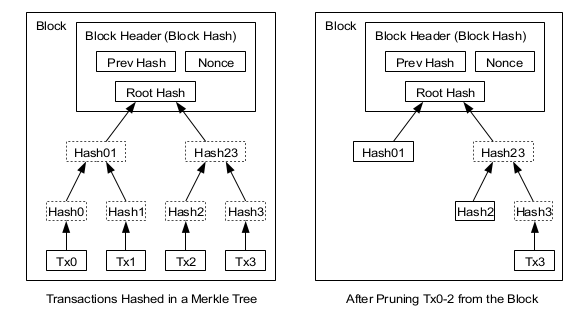 Block
Block Header (Block Hash)
Prev Hash
Nonce
Root Hash
Hash01
Hash23
Hash0
Hash1
Hash2
Hash3
Tx0
Tx1
Tx2
Tx3
Transactions Hashed in a Merkle Tree
Block
Block Header (Block Hash)
Prev Hash
Nonce
Root Hash
Hash01
Hash23
Hash2
Hash3
Tx3
After Pruning Tx0-2 from the Block